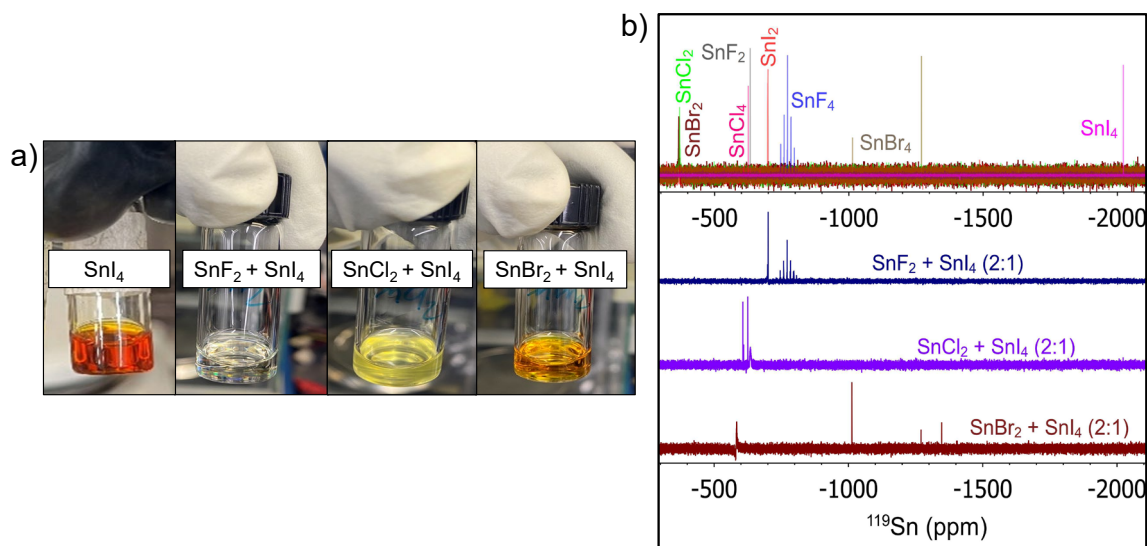 a)
SnI₄
SnF₂ + SnI₄
SnCl₂ + SnI₄
SnBr₂ + SnI₄
b)
SnCl₂
SnBr₂
SnF₂
SnCl₄
SnI₂
SnF₄
SnBr₄
SnI₄
-500 -1000 -1500 -2000
SnF₂ + SnI₄ (2:1)
SnCl₂ + SnI₄ (2:1)
SnBr₂ + SnI₄ (2:1)
-500 -1000 -1500 -2000
¹¹⁹Sn (ppm)